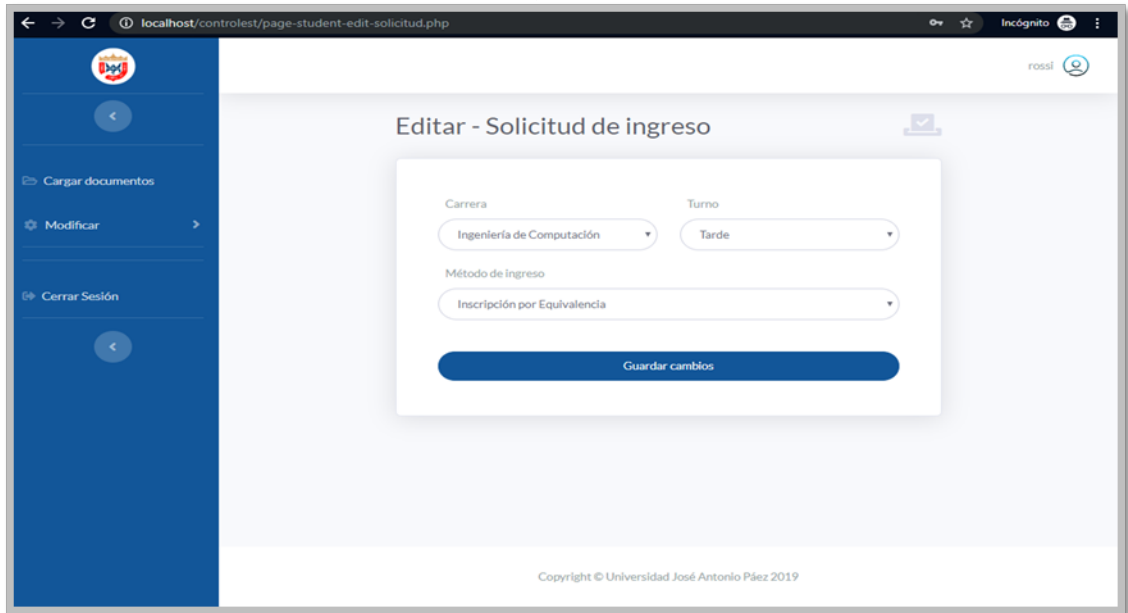 localhost/controlest/page-student-edit-solicitud.php
Incógnito
rossi
Editar - Solicitud de ingreso
Cargar documentos
Modificar
Cerrar Sesión
Carrera
Turno
Ingeniería de Computación
Tarde
Método de ingreso
Inscripción por Equivalencia
Guardar cambios
Copyright © Universidad José Antonio Páez 2019